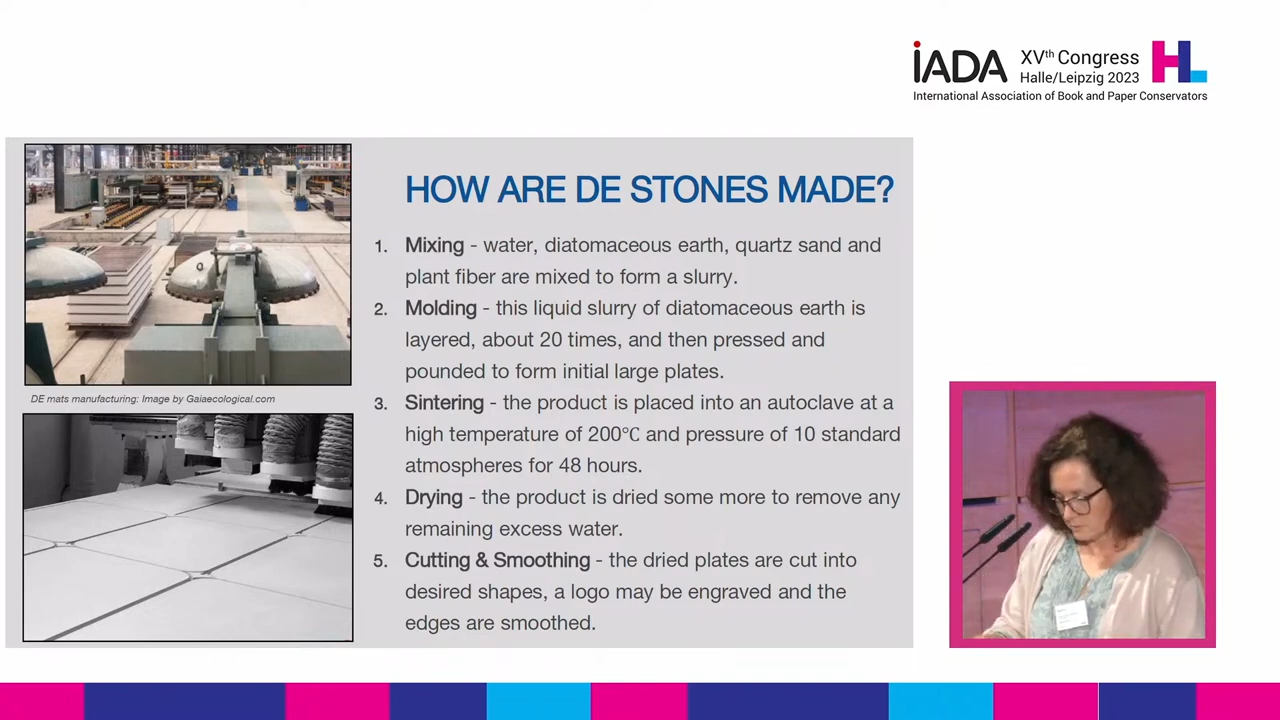 iADA
XVth Congress
Halle/Leipzig 2023
HL
International Association of Book and Paper Conservators
HOW ARE DE STONES MADE?
1. Mixing - water, diatomaceous earth, quartz sand and
plant fiber are mixed to form a slurry.
2. Molding - this liquid slurry of diatomaceous earth is
layered, about 20 times, and then pressed and
pounded to form initial large plates.
3. Sintering - the product is placed into an autoclave at a
high temperature of 200℃ and pressure of 10 standard
atmospheres for 48 hours.
4. Drying - the product is dried some more to remove any
remaining excess water.
5. Cutting & Smoothing - the dried plates are cut into
desired shapes, a logo may be engraved and the
edges are smoothed.
DE mats manufacturing: Image by Gaiaecological.com